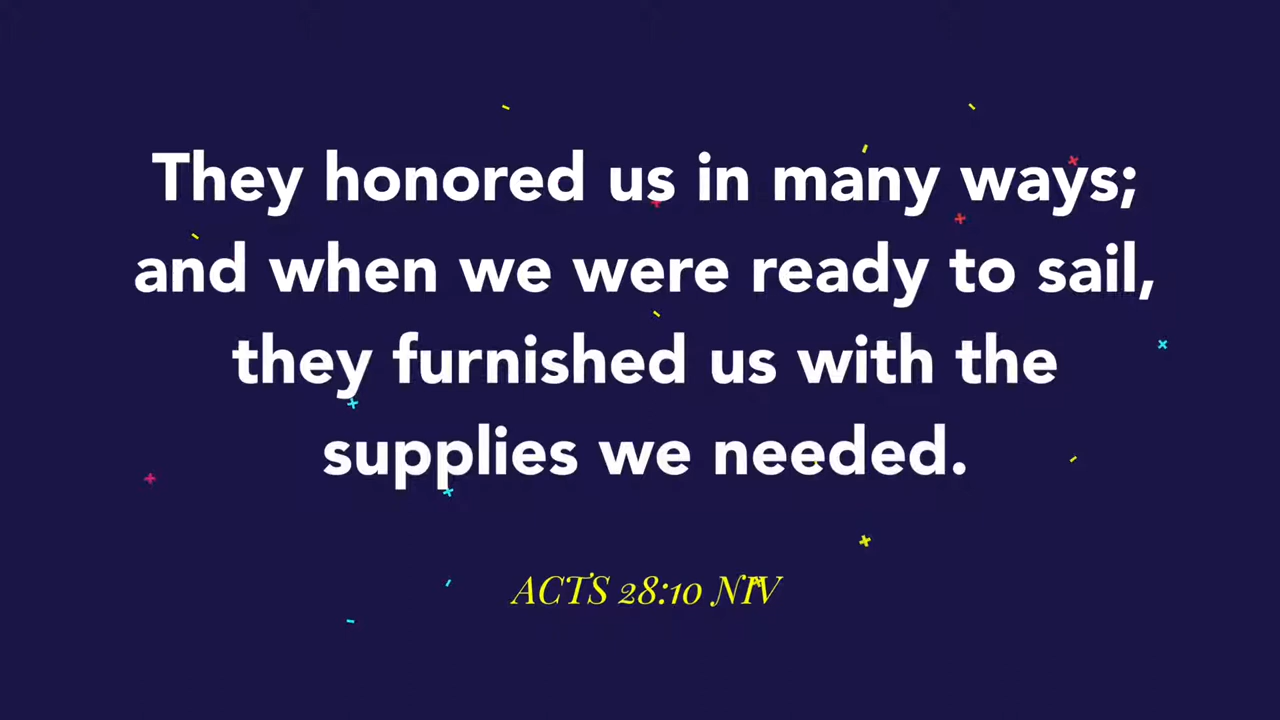 They honored us in many ways;
and when we were ready to sail,
they furnished us with the
supplies we needed.
ACTS 28:10 NIV